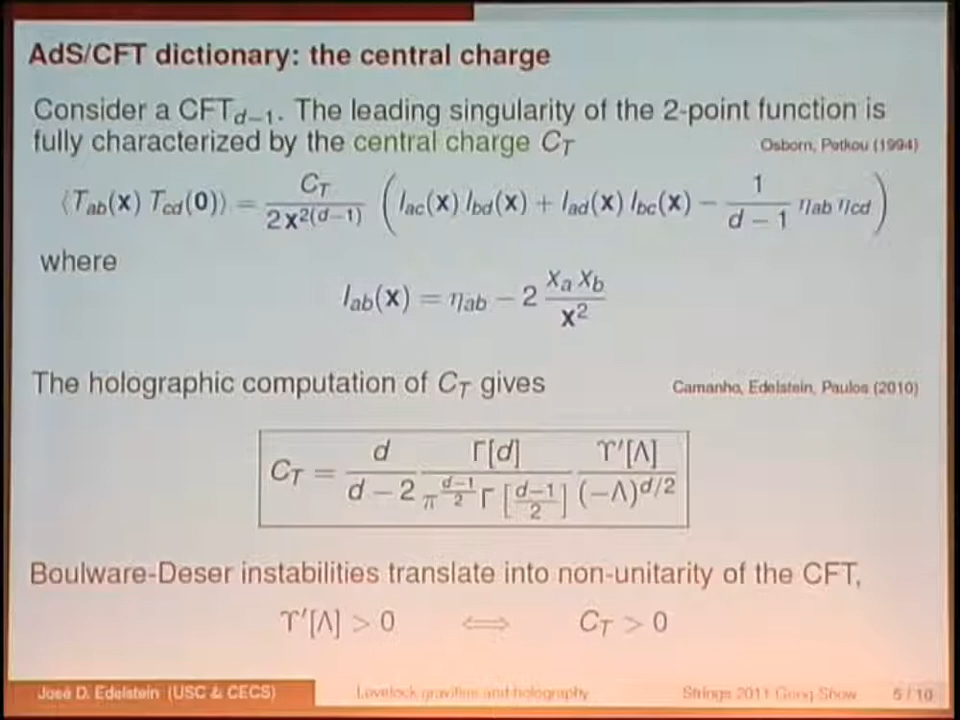 AdS/CFT dictionary: the central charge
Consider a CFT_{d−1}. The leading singularity of the 2-point function is
fully characterized by the central charge C_T
Osborn, Petkou (1994)
⟨T_{ab}(x) T_{cd}(0)⟩ = C_T / 2x^{2(d−1)} ( I_{ac}(x) I_{bd}(x) + I_{ad}(x) I_{bc}(x) − 1/(d − 1) η_{ab} η_{cd} )
where
I_{ab}(x) = η_{ab} − 2 x_a x_b / x²
The holographic computation of C_T gives
Camanho, Edelstein, Paulos (2010)
C_T = d/(d − 2) Γ[d] / (π^{(d−1)/2} Γ[(d−1)/2]) Υ′[Λ] / (−Λ)^{d/2}
Boulware-Deser instabilities translate into non-unitarity of the CFT,
Υ′[Λ] > 0 ⟺ C_T > 0
José D. Edelstein (USC & CECS) Lovelock gravities and holography Strings 2011 Gong Show 5 / 10